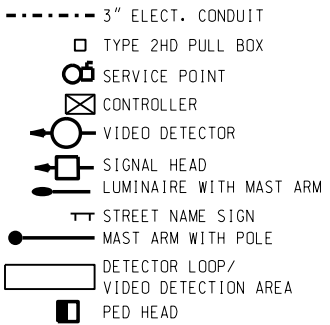 3" ELECT. CONDUIT
TYPE 2HD PULL BOX
SERVICE POINT
CONTROLLER
VIDEO DETECTOR
SIGNAL HEAD
LUMINAIRE WITH MAST ARM
STREET NAME SIGN
MAST ARM WITH POLE
DETECTOR LOOP/
VIDEO DETECTION AREA
PED HEAD